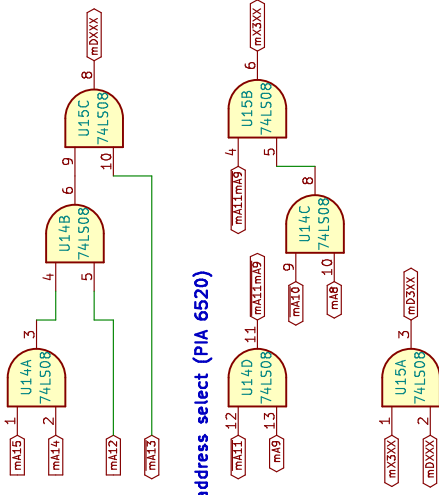 mA15
1
mA14
2
U14A
74LS08
3
mA12
mA13
4
5
U14B
74LS08
6
9
10
U15C
74LS08
8
mDXXX
address select (PIA 6520)
mA11
12
mA9
13
U14D
74LS08
11
mA11mA9
mA10
9
mA8
10
U14C
74LS08
8
mA11mA9
4
5
U15B
74LS08
6
mX3XX
mX3XX
1
mDXXX
2
U15A
74LS08
3
mD3XX